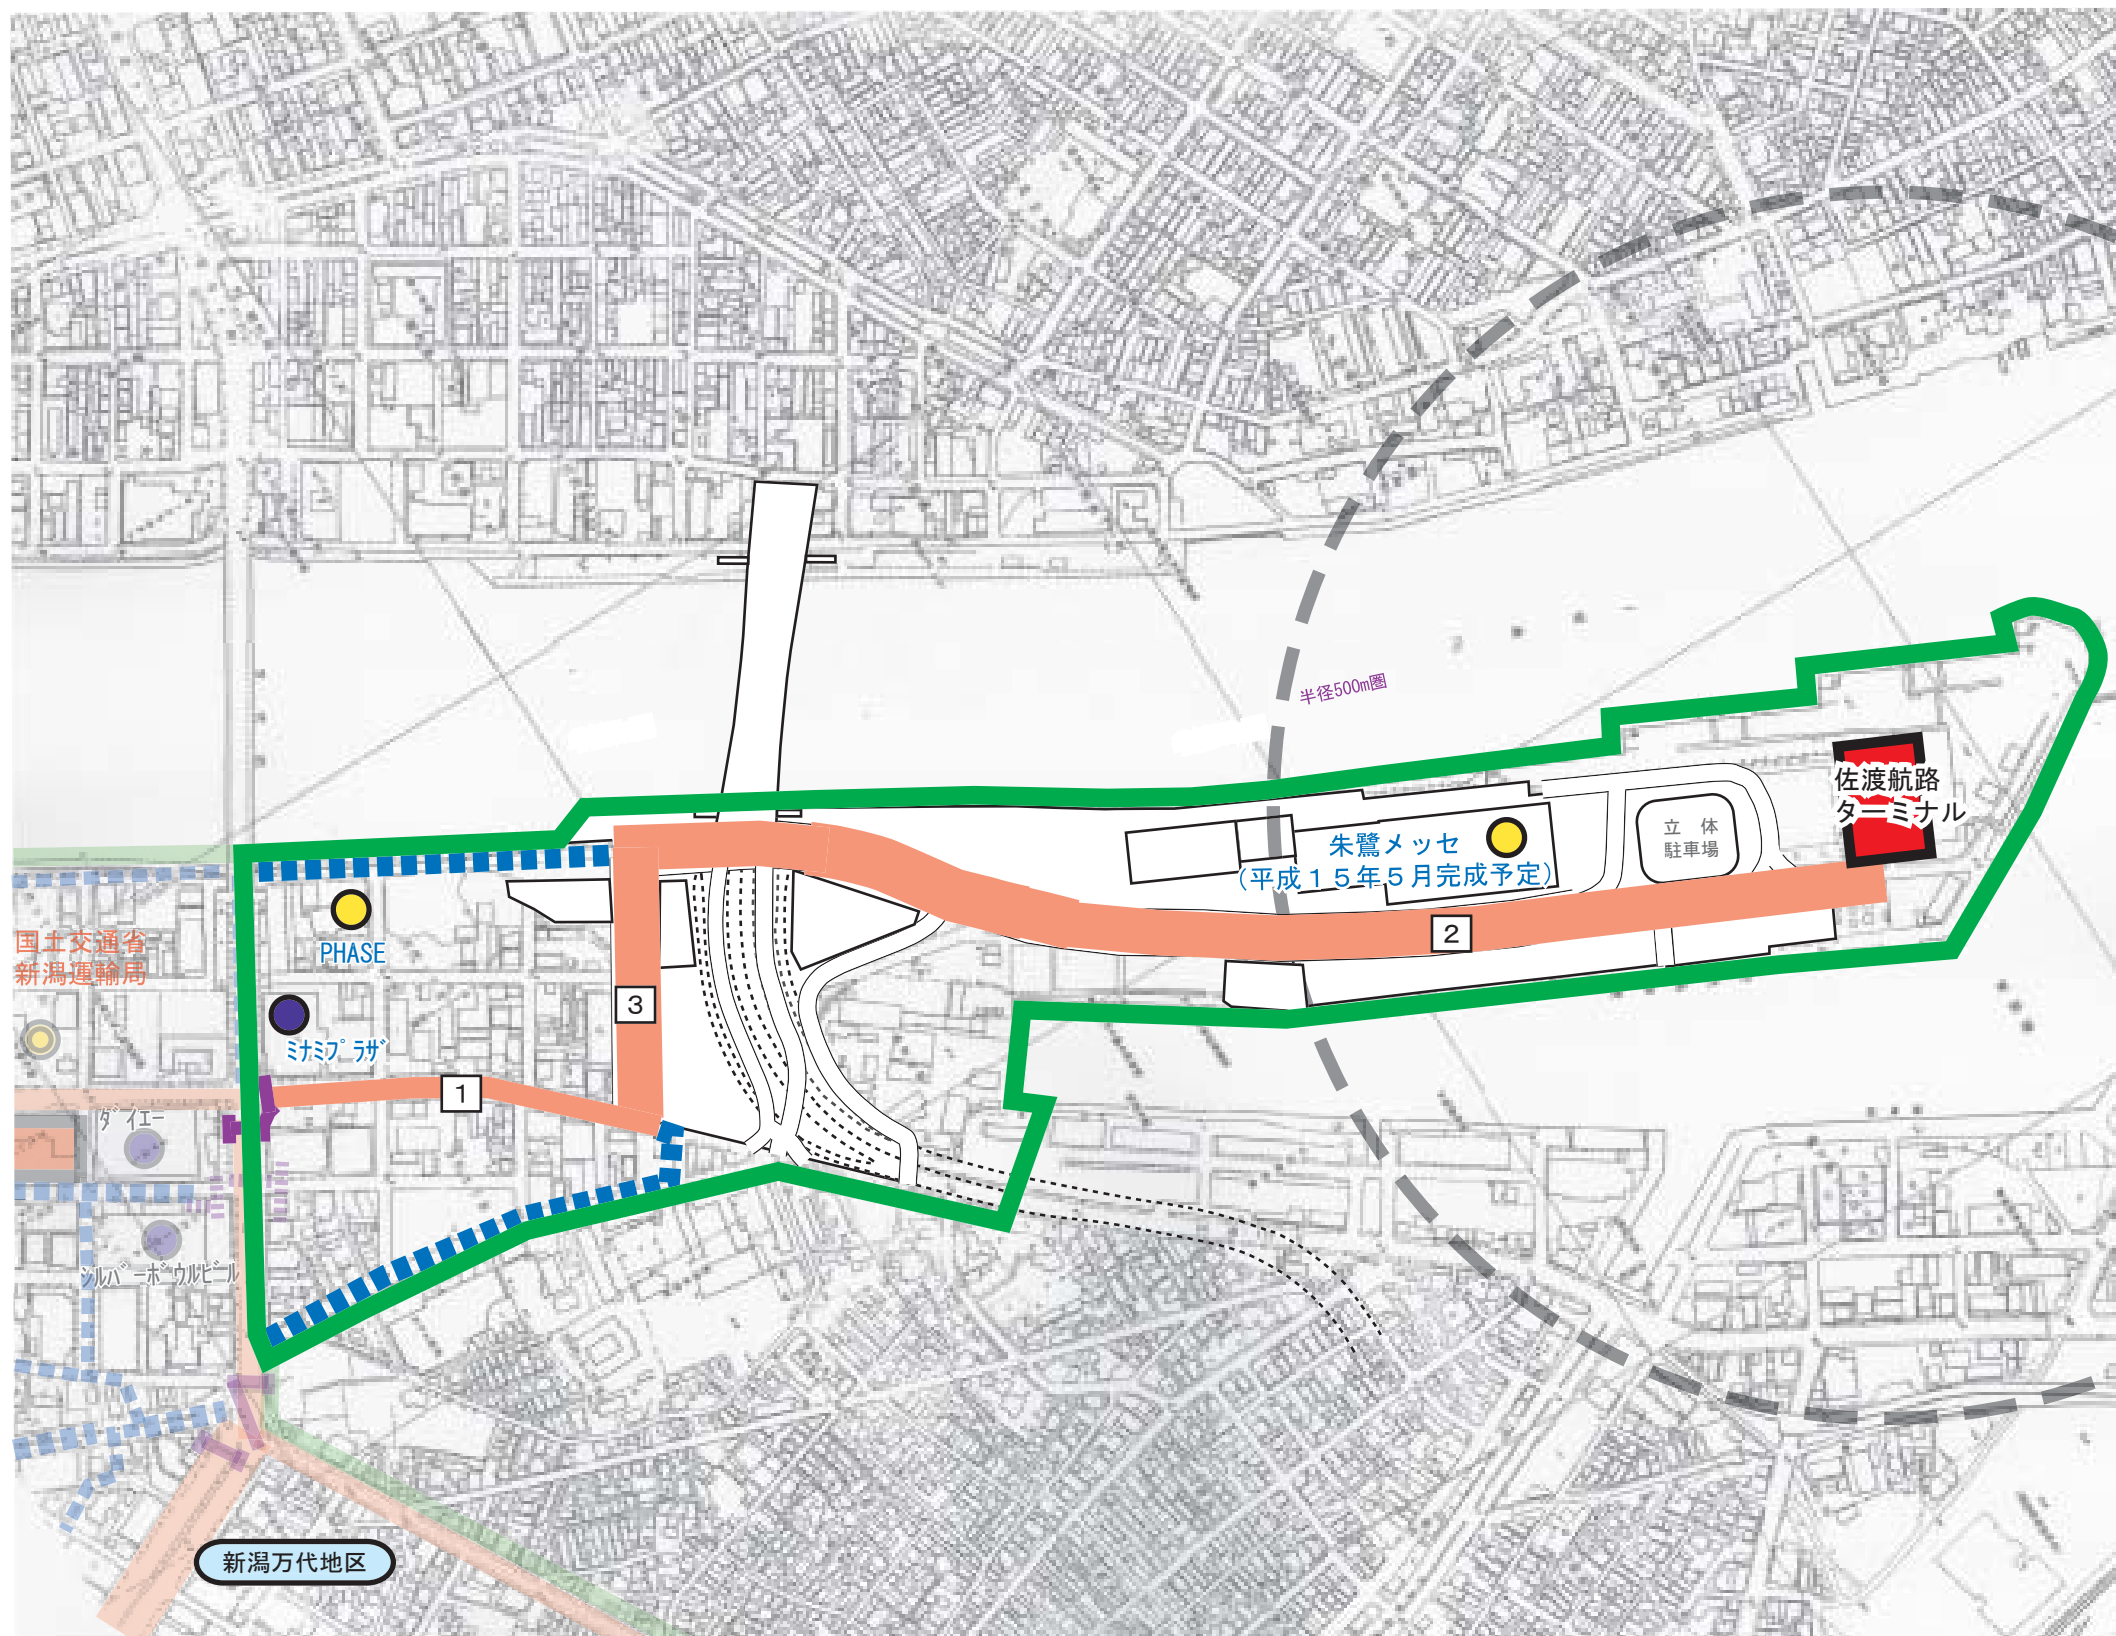 半径500m圏
佐渡航路
ターミナル
立　体
駐車場
朱鷺メッセ
（平成１５年５月完成予定）
2
国土交通省
新潟運輸局
PHASE
3
ﾐﾅﾐﾌﾟﾗｻﾞ
1
ﾀﾞｲｴｰ
ｼﾙﾊﾞｰﾎﾞｳﾙﾋﾞﾙ
新潟万代地区